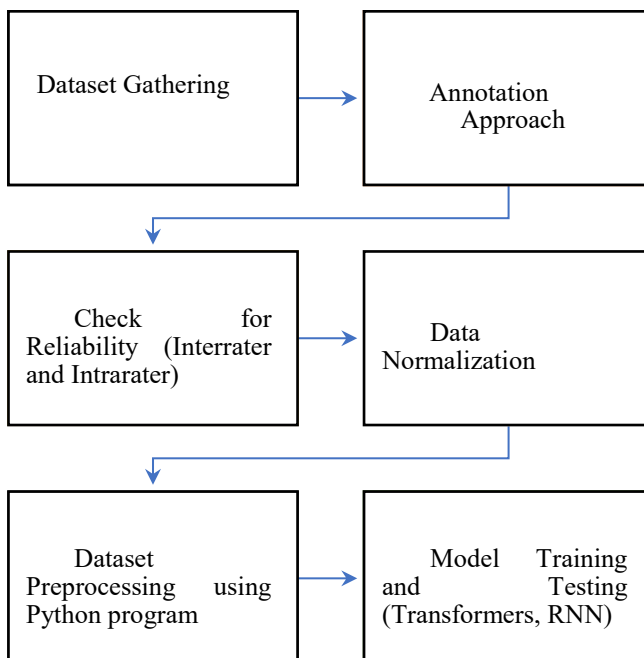 Dataset Gathering
Annotation
Approach
Check for
Reliability (Interrater
and Intrarater)
Data
Normalization
Dataset
Preprocessing using
Python program
Model Training
and Testing
(Transformers, RNN)